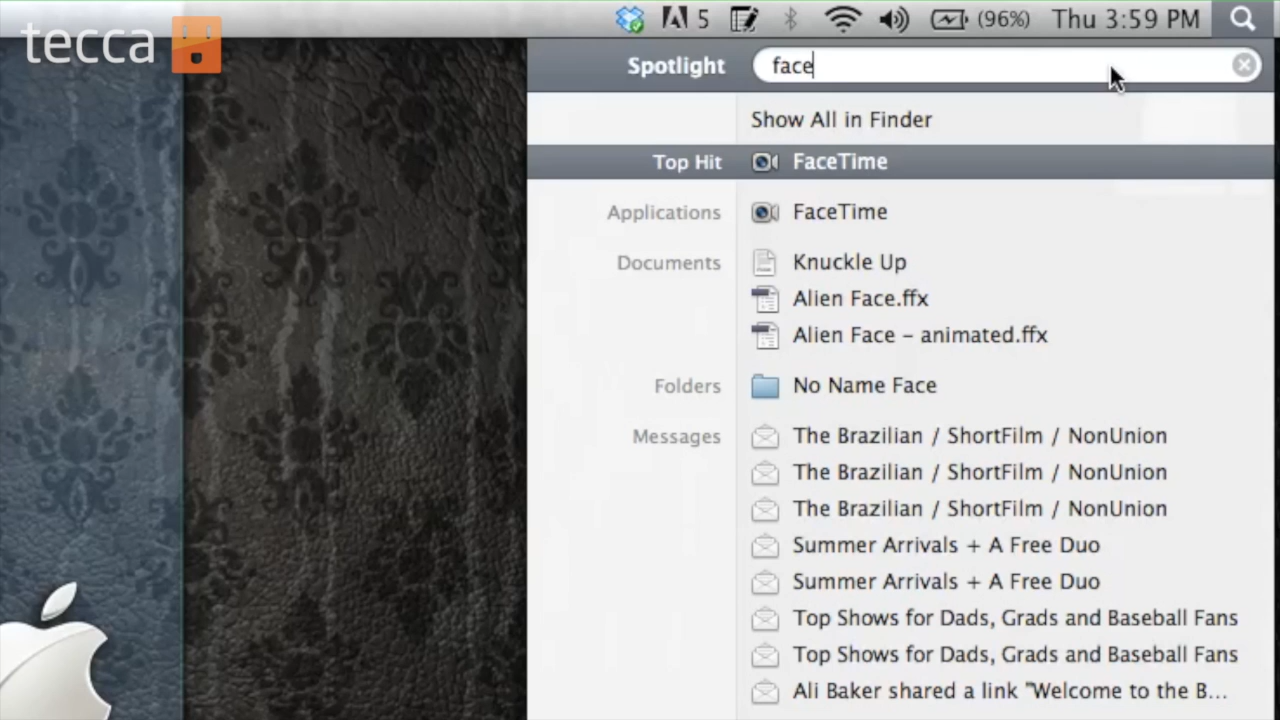 tecca
5
(96%)
Thu 3:59 PM
Spotlight
face
Show All in Finder
Top Hit
FaceTime
Applications
FaceTime
Documents
Knuckle Up
Alien Face.ffx
Alien Face – animated.ffx
Folders
No Name Face
Messages
The Brazilian / ShortFilm / NonUnion
The Brazilian / ShortFilm / NonUnion
The Brazilian / ShortFilm / NonUnion
Summer Arrivals + A Free Duo
Summer Arrivals + A Free Duo
Top Shows for Dads, Grads and Baseball Fans
Top Shows for Dads, Grads and Baseball Fans
Ali Baker shared a link "Welcome to the B...